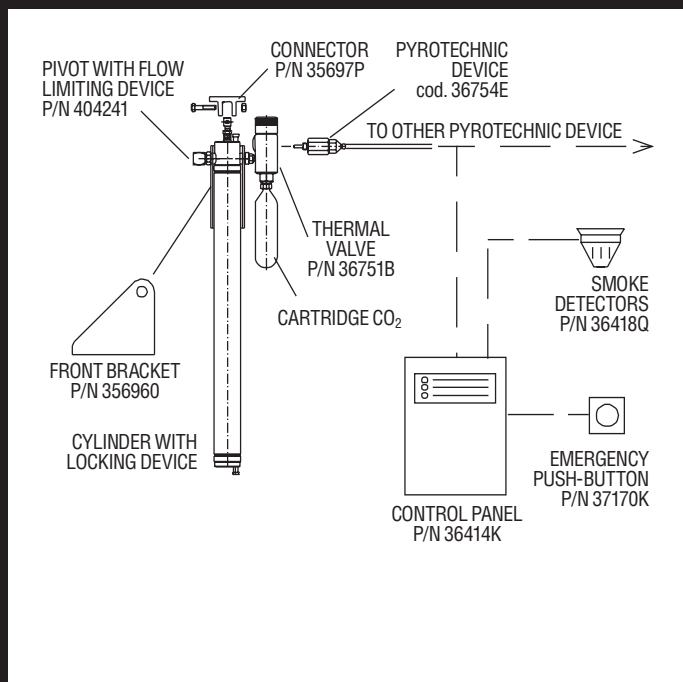 CONNECTOR
P/N 35697P
PYROTECHNIC
DEVICE
cod. 36754E
PIVOT WITH FLOW
LIMITING DEVICE
P/N 404241
TO OTHER PYROTECHNIC DEVICE
THERMAL
VALVE
P/N 36751B
SMOKE
DETECTORS
P/N 36418Q
CARTRIDGE CO₂
FRONT BRACKET
P/N 356960
CYLINDER WITH
LOCKING DEVICE
EMERGENCY
PUSH-BUTTON
P/N 37170K
CONTROL PANEL
P/N 36414K